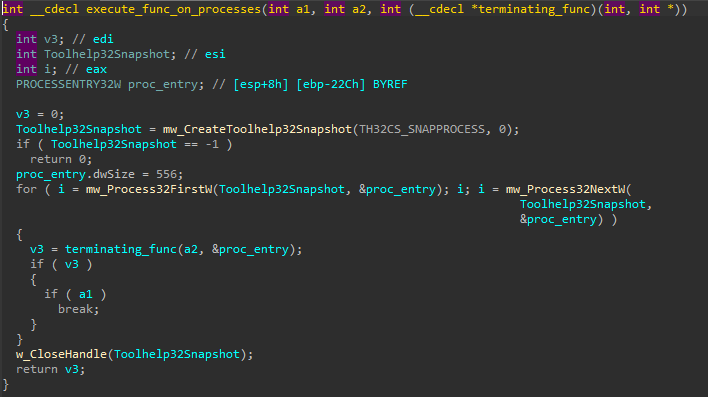 int __cdecl execute_func_on_processes(int a1, int a2, int (__cdecl *terminating_func)(int, int *))
{
  int v3; // edi
  int Toolhelp32Snapshot; // esi
  int i; // eax
  PROCESSENTRY32W proc_entry; // [esp+8h] [ebp-22Ch] BYREF

  v3 = 0;
  Toolhelp32Snapshot = mw_CreateToolhelp32Snapshot(TH32CS_SNAPPROCESS, 0);
  if ( Toolhelp32Snapshot == -1 )
    return 0;
  proc_entry.dwSize = 556;
  for ( i = mw_Process32FirstW(Toolhelp32Snapshot, &proc_entry); i; i = mw_Process32NextW(
                                                                          Toolhelp32Snapshot,
                                                                          &proc_entry) )
  {
    v3 = terminating_func(a2, &proc_entry);
    if ( v3 )
    {
      if ( a1 )
        break;
    }
  }
  w_CloseHandle(Toolhelp32Snapshot);
  return v3;
}